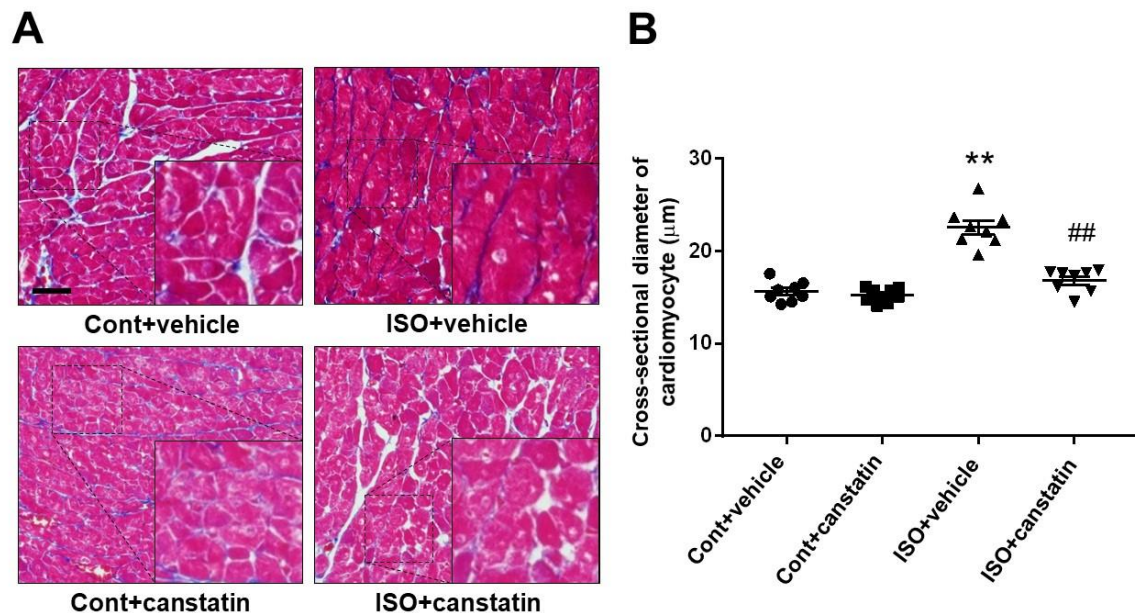 A
Cont+vehicle
ISO+vehicle
Cont+canstatin
ISO+canstatin
B
Cross-sectional diameter of
cardiomyocyte (μm)
30
20
10
0
**
##
Cont+vehicle
Cont+canstatin
ISO+vehicle
ISO+canstatin